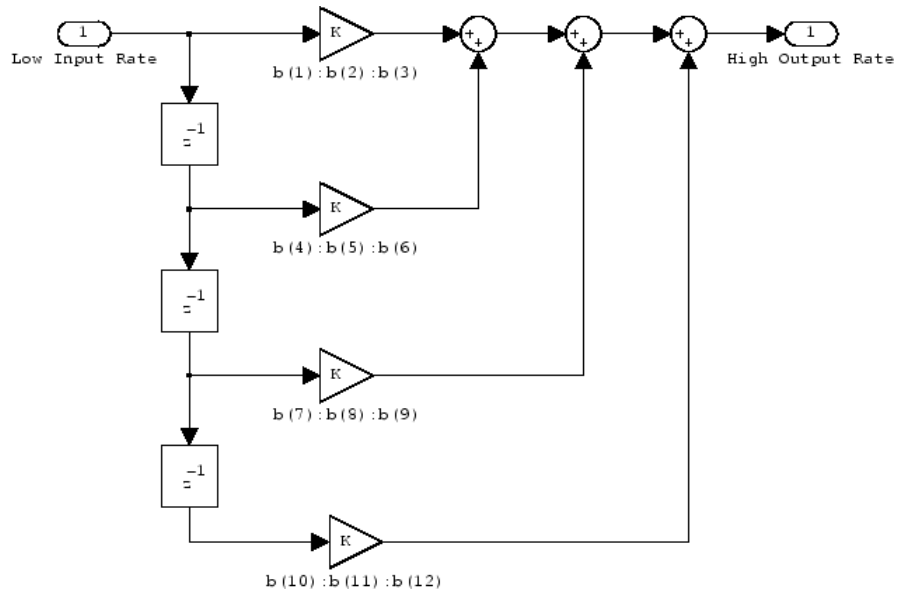 1
K
+
+
+
+
+
+
1
Low Input Rate
High Output Rate
b(1):b(2):b(3)
z-1
K
b(4):b(5):b(6)
z-1
K
b(7):b(8):b(9)
z-1
K
b(10):b(11):b(12)